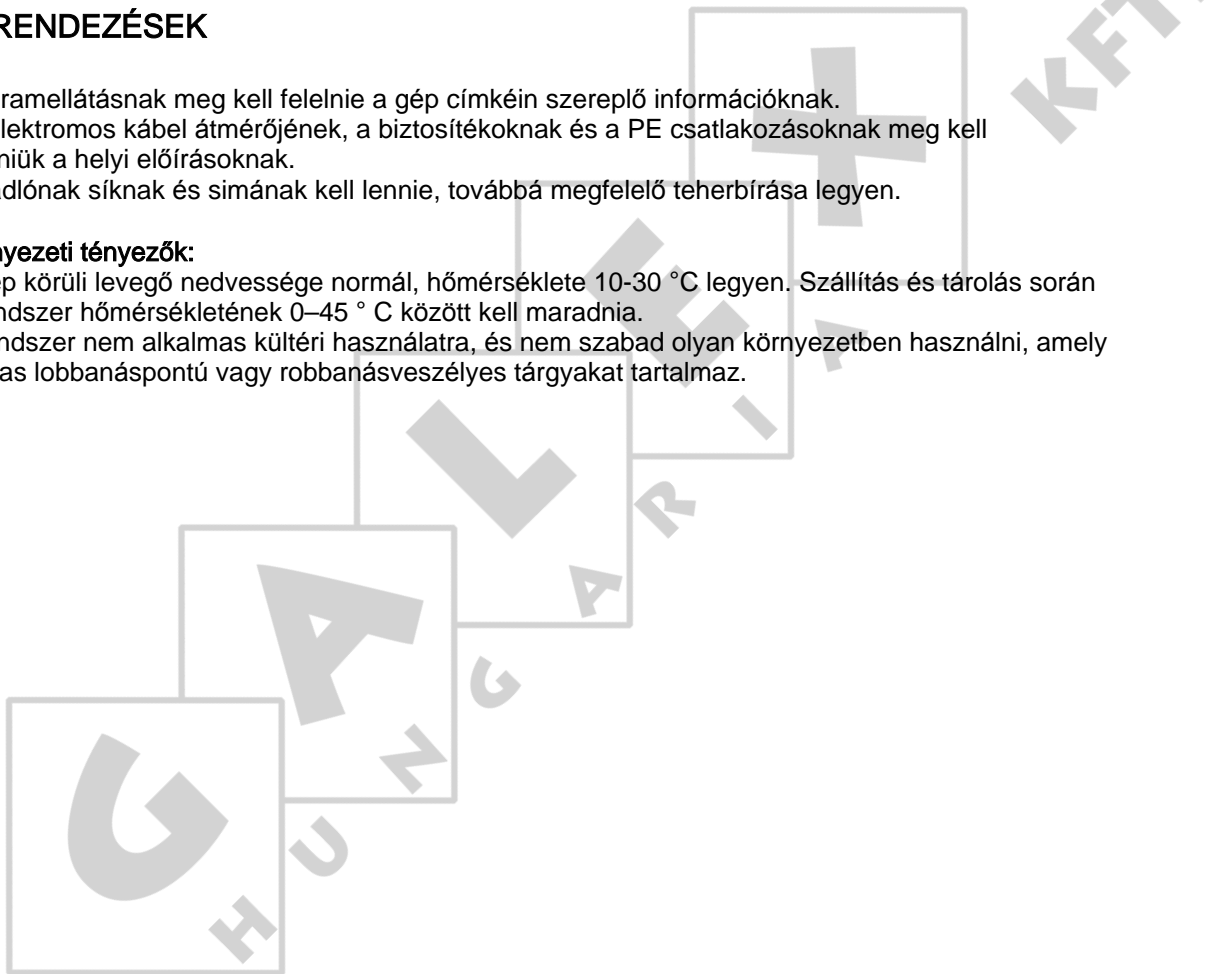 RENDEZÉSEK
ramellátásnak meg kell felelnie a gép címkéin szereplő információknak.
lektromos kábel átmérőjének, a biztosítékoknak és a PE csatlakozásoknak meg kell
niük a helyi előírásoknak.
adlónak síknak és simának kell lennie, továbbá megfelelő teherbírása legyen.
nyezeti tényezők:
ép körüli levegő nedvessége normál, hőmérséklete 10-30 °C legyen. Szállítás és tárolás során
ndszer hőmérsékletének 0–45 ° C között kell maradnia.
ndszer nem alkalmas kültéri használatra, és nem szabad olyan környezetben használni, amely
as lobbanáspontú vagy robbanásveszélyes tárgyakat tartalmaz.
GALEX
HUNGARIA KFT